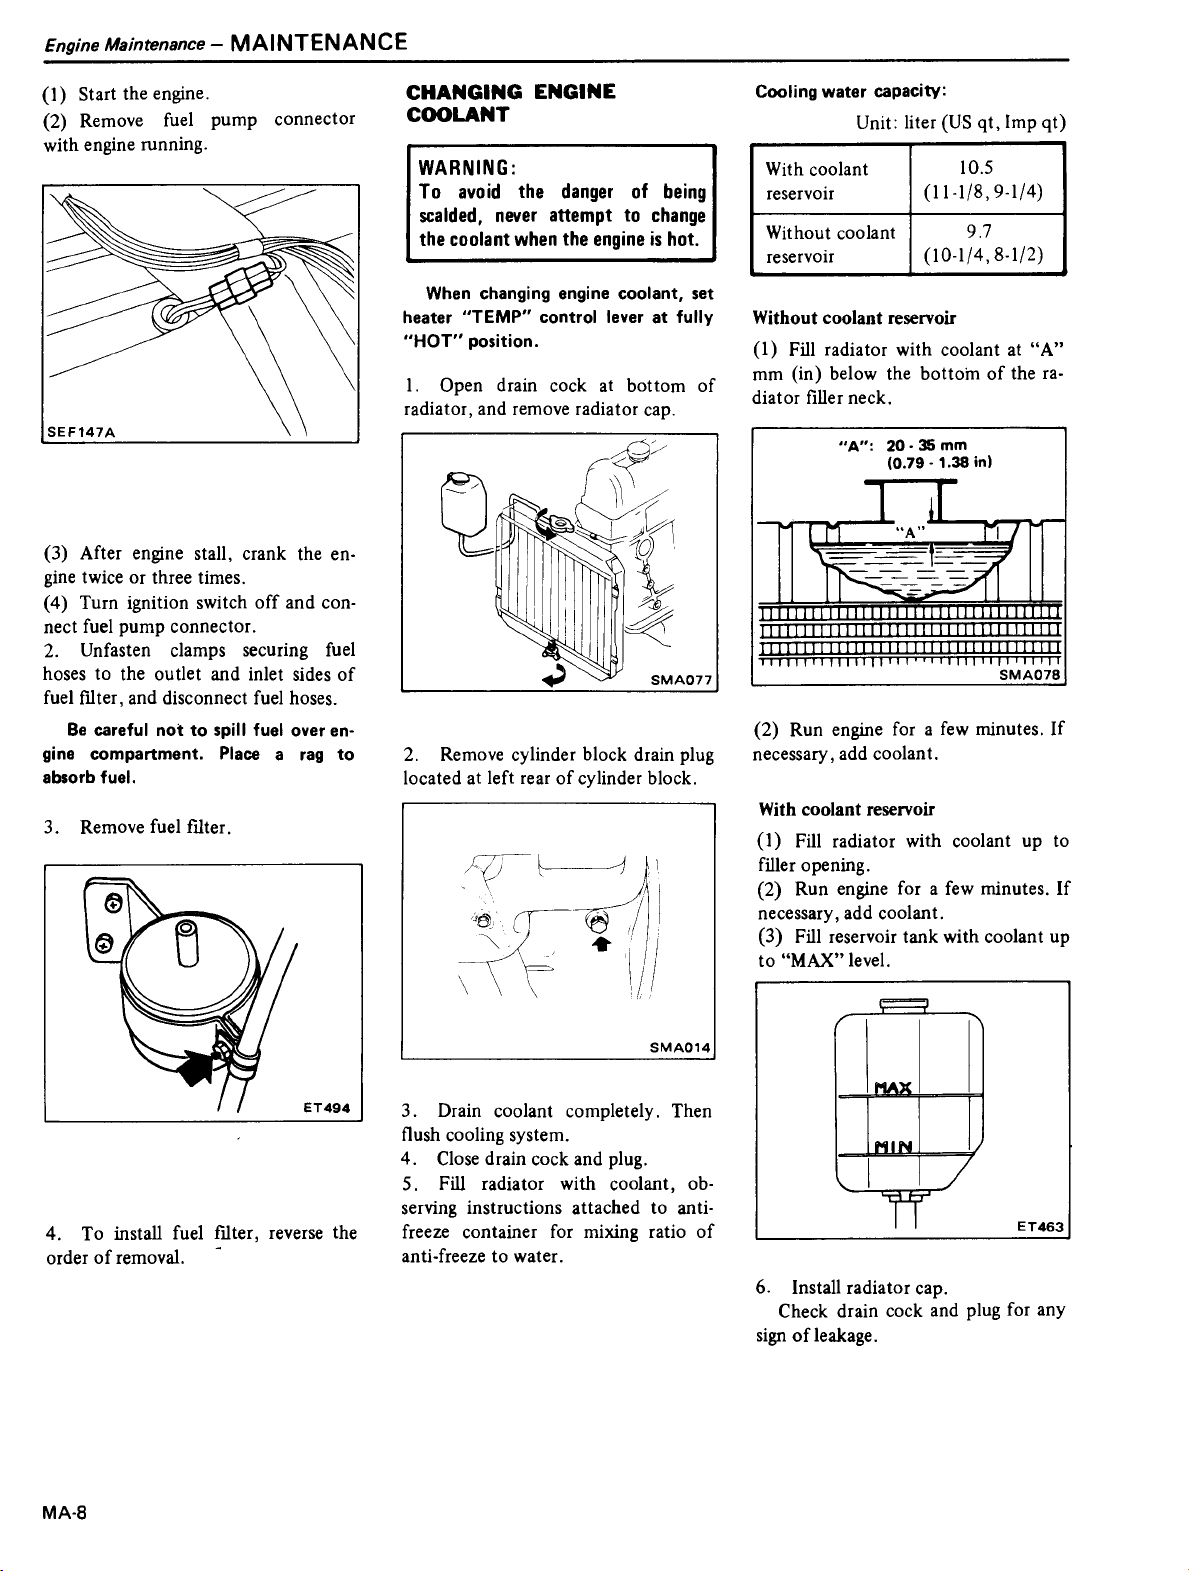 Engine Maintenance – MAINTENANCE
(1) Start the engine.
(2) Remove fuel pump connector
with engine running.
SEF147A
(3) After engine stall, crank the en-
gine twice or three times.
(4) Turn ignition switch off and con-
nect fuel pump connector.
2. Unfasten clamps securing fuel
hoses to the outlet and inlet sides of
fuel filter, and disconnect fuel hoses.
Be careful not to spill fuel over en-
gine compartment. Place a rag to
absorb fuel.
3. Remove fuel filter.
ET494
4. To install fuel filter, reverse the
order of removal.
CHANGING ENGINE
COOLANT
WARNING:
To avoid the danger of being
scalded, never attempt to change
the coolant when the engine is hot.
When changing engine coolant, set
heater "TEMP" control lever at fully
"HOT" position.
1. Open drain cock at bottom of
radiator, and remove radiator cap.
SMA077
2. Remove cylinder block drain plug
located at left rear of cylinder block.
SMA014
3. Drain coolant completely. Then
flush cooling system.
4. Close drain cock and plug.
5. Fill radiator with coolant, ob-
serving instructions attached to anti-
freeze container for mixing ratio of
anti-freeze to water.
Cooling water capacity:
Unit: liter (US qt, Imp qt)
With coolant 10.5
reservoir (11-1/8, 9-1/4)
Without coolant 9.7
reservoir (10-1/4, 8-1/2)
Without coolant reservoir
(1) Fill radiator with coolant at "A"
mm (in) below the bottom of the ra-
diator filler neck.
"A": 20 - 35 mm
(0.79 - 1.38 in)
"A"
SMA078
(2) Run engine for a few minutes. If
necessary, add coolant.
With coolant reservoir
(1) Fill radiator with coolant up to
filler opening.
(2) Run engine for a few minutes. If
necessary, add coolant.
(3) Fill reservoir tank with coolant up
to "MAX" level.
MAX
MIN
ET463
6. Install radiator cap.
Check drain cock and plug for any
sign of leakage.
MA-8